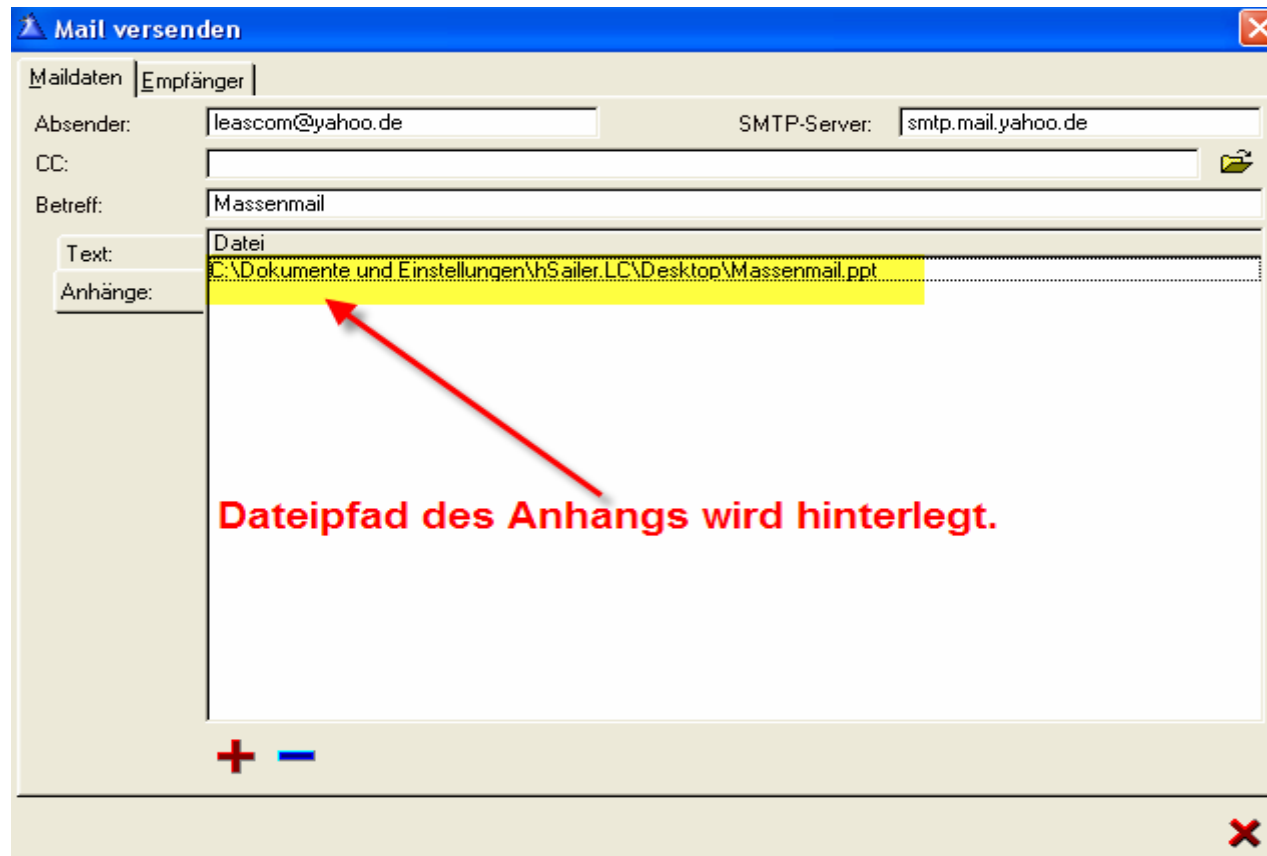 Mail versenden
Maildaten Empfänger
Absender: leascom@yahoo.de SMTP-Server: smtp.mail.yahoo.de
CC:
Betreff: Massenmail
Text: Datei
C:\Dokumente und Einstellungen\hSailer.LC\Desktop\Massenmail.ppt
Anhänge:
Dateipfad des Anhangs wird hinterlegt.